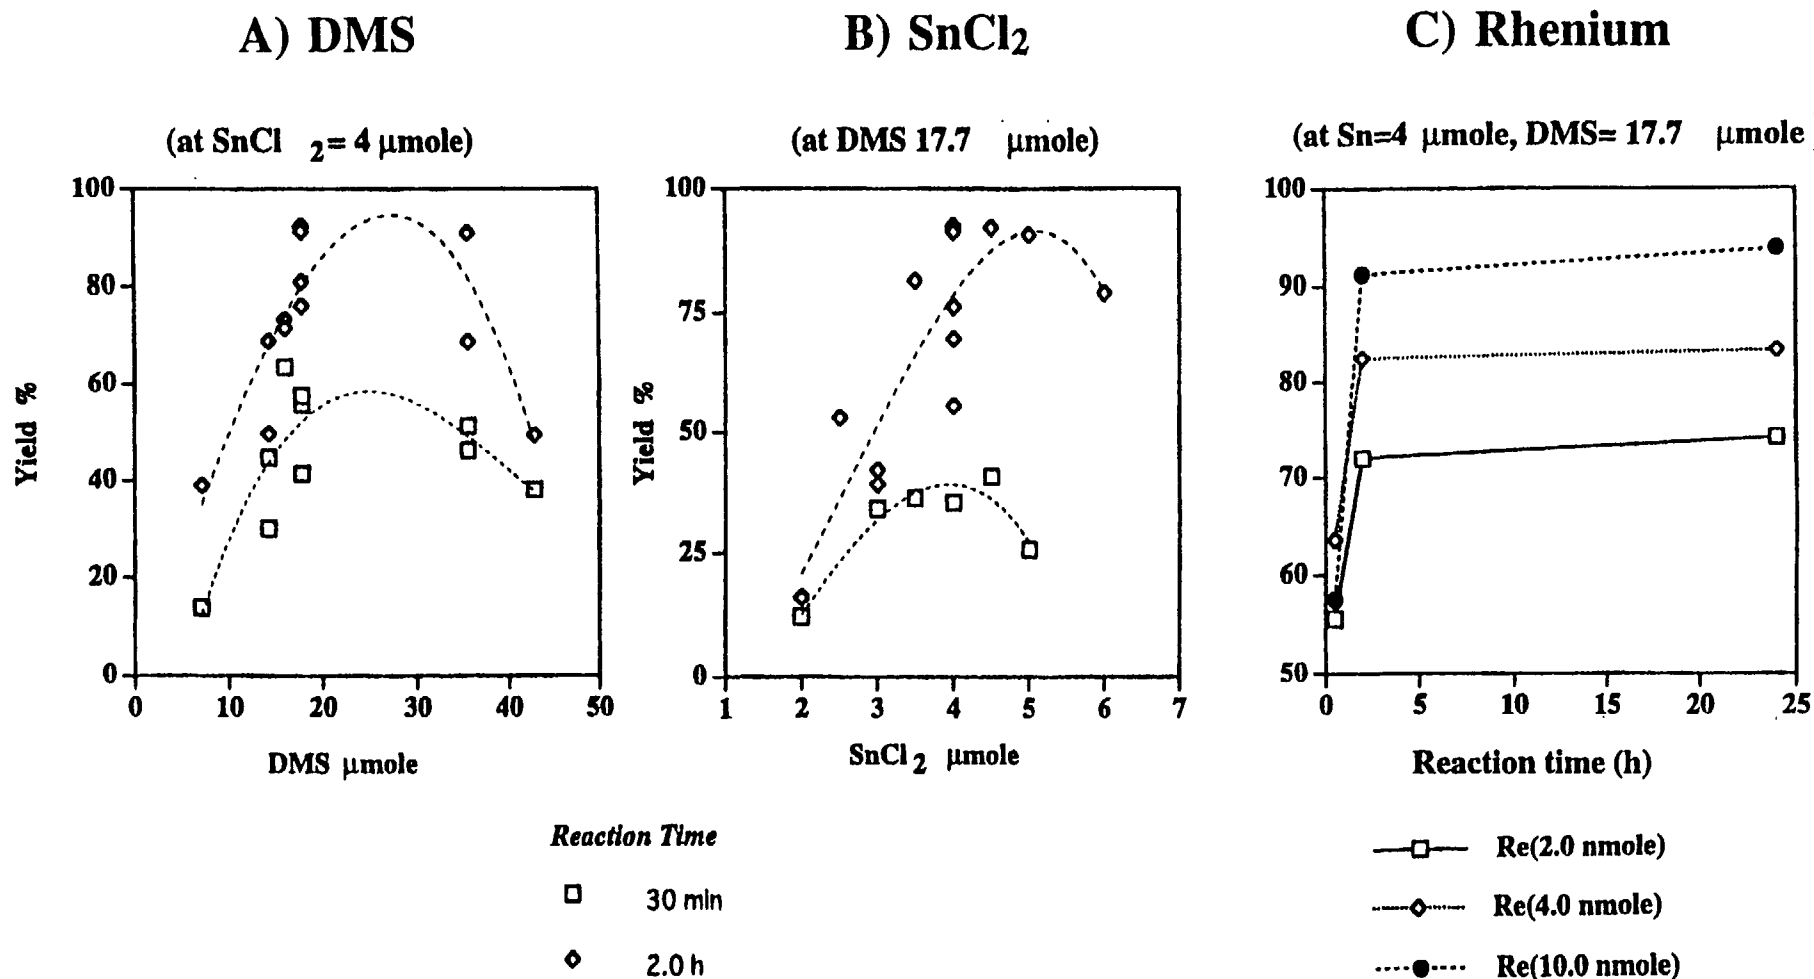 A) DMS
B) SnCl2
C) Rhenium
(at SnCl 2= 4 µmole)
(at DMS 17.7 µmole)
(at Sn=4 µmole, DMS= 17.7 µmole
100
80
60
40
20
0
Yield %
0 10 20 30 40 50
DMS µmole
100
75
50
25
0
Yield %
1 2 3 4 5 6 7
SnCl 2 µmole
100
90
80
70
60
50
0 5 10 15 20 25
Reaction time (h)
Reaction Time
30 min
2.0 h
Re(2.0 nmole)
Re(4.0 nmole)
Re(10.0 nmole)